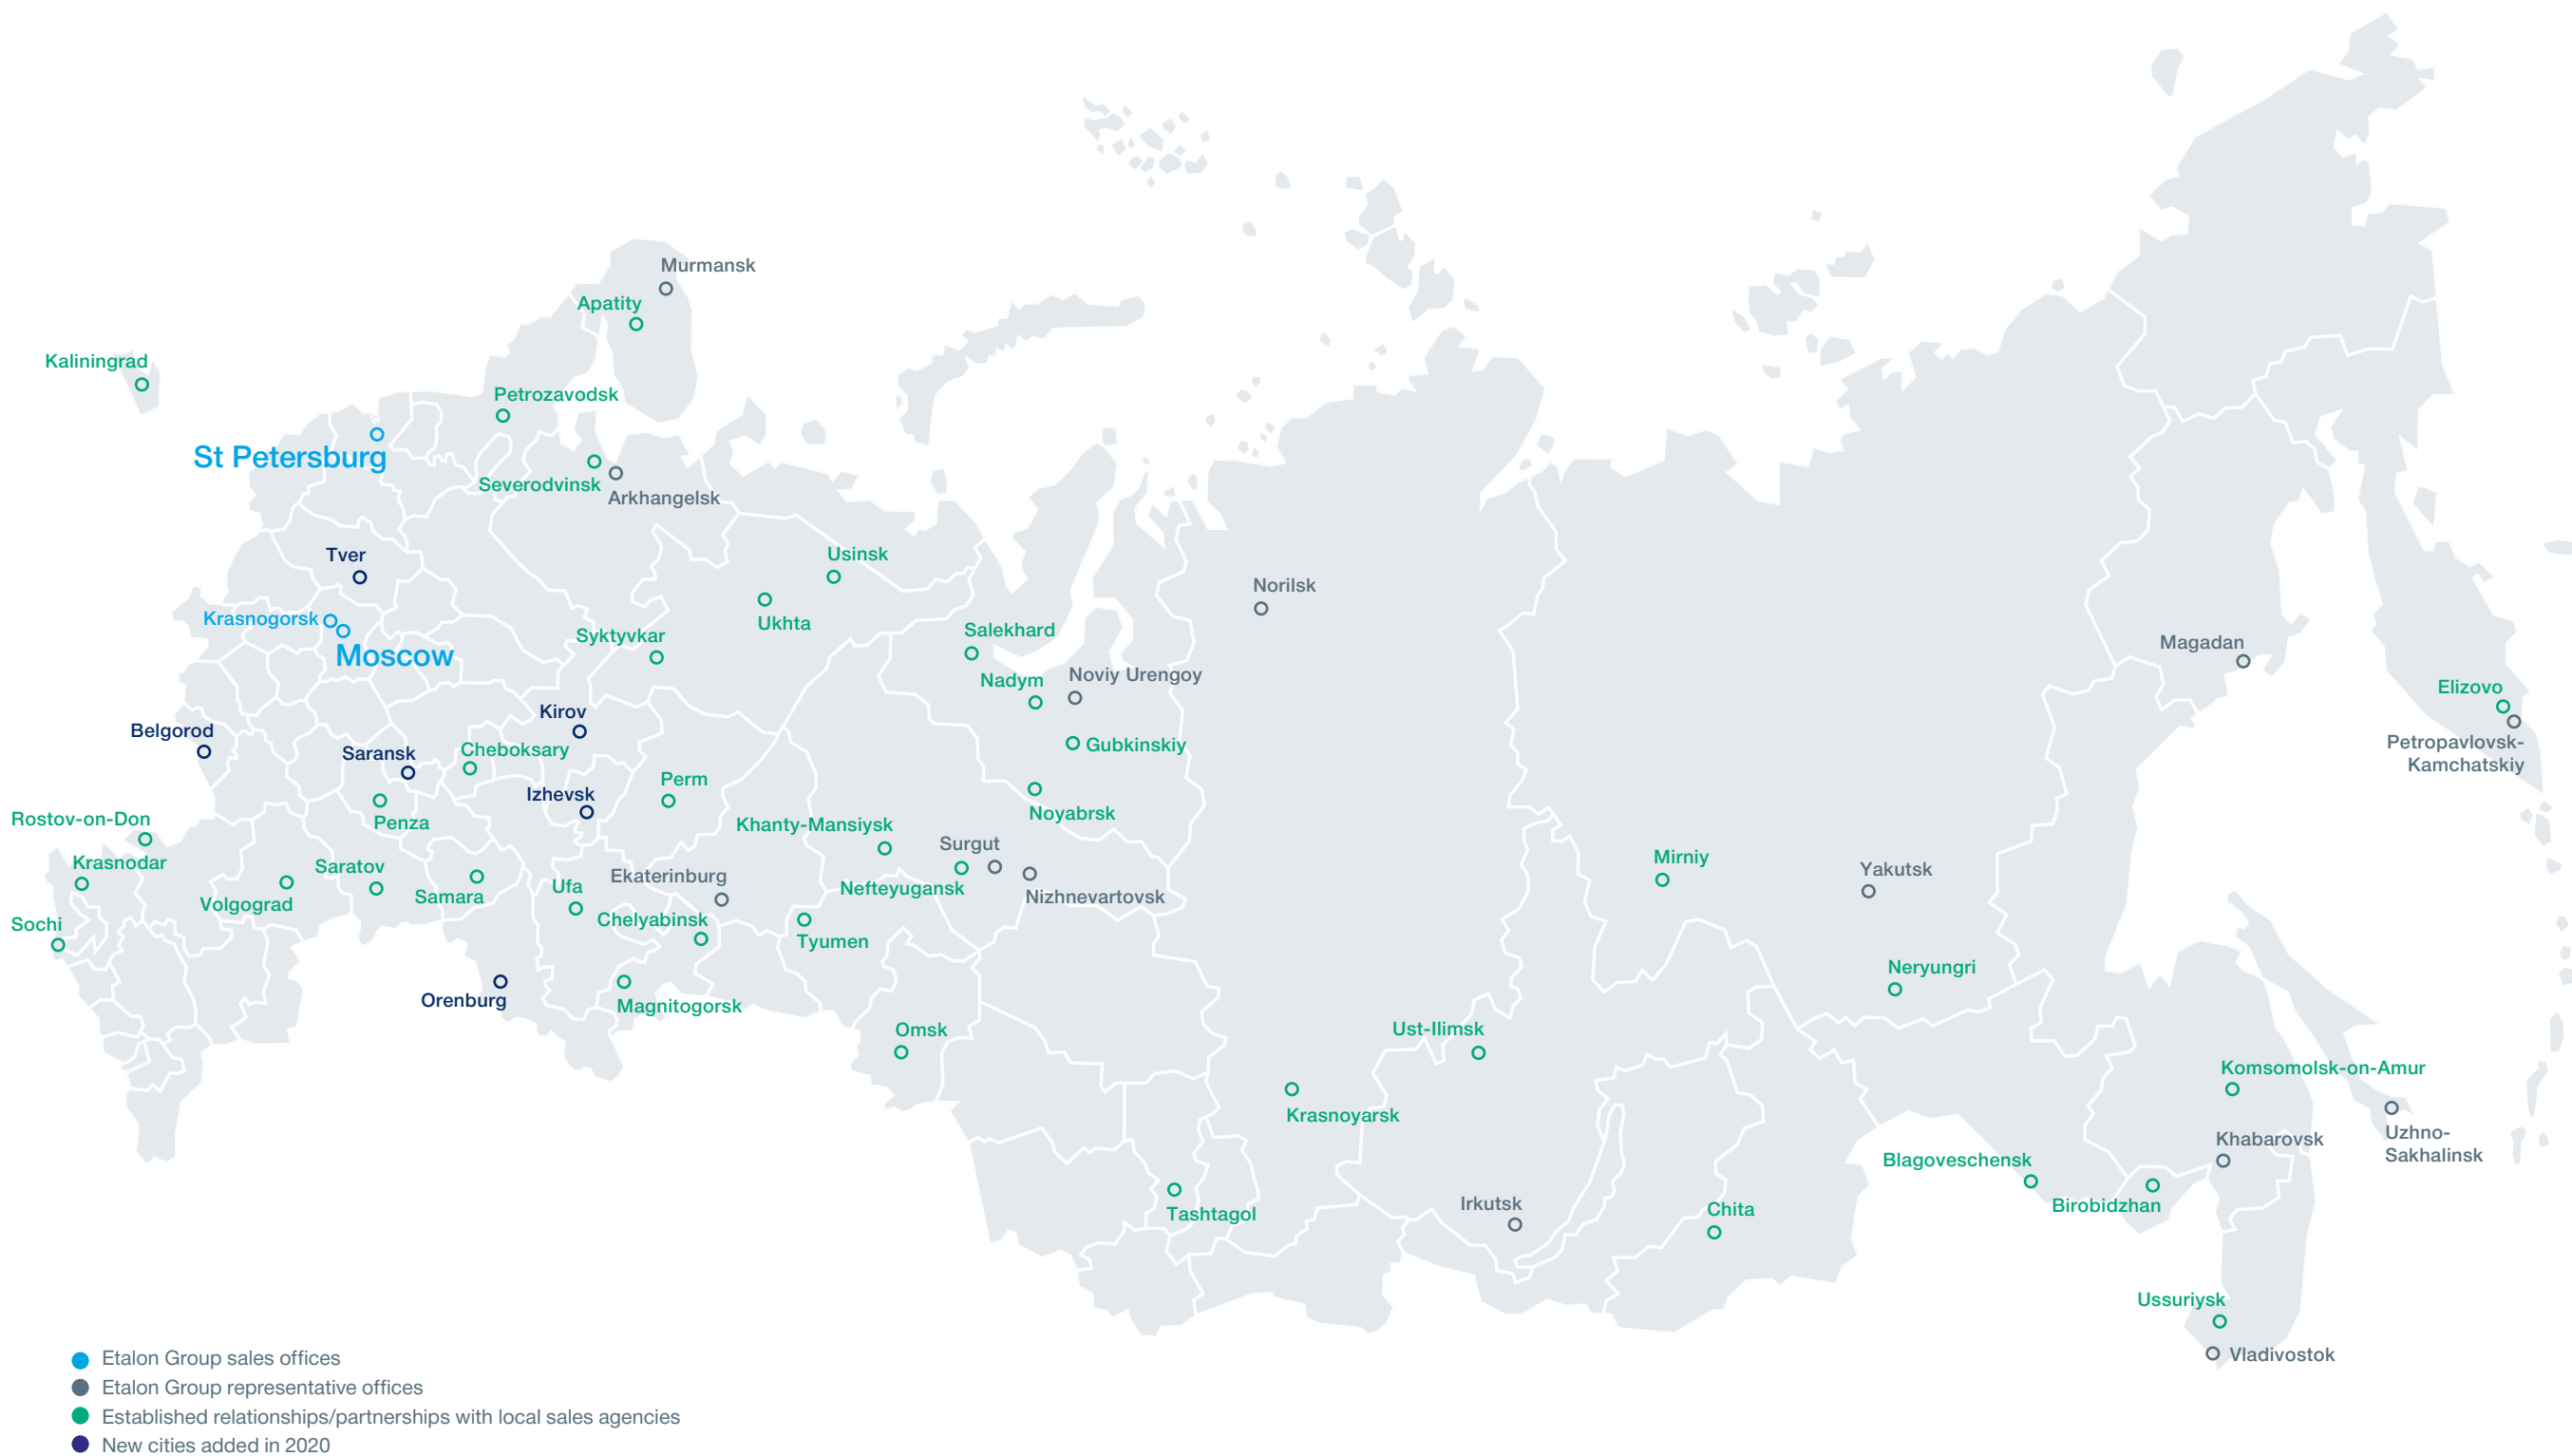 Murmansk
Apatity
Kaliningrad
Petrozavodsk
St Petersburg
Severodvinsk
Arkhangelsk
Tver
Usinsk
Norilsk
Krasnogorsk
Ukhta
Syktyvkar
Salekhard
Magadan
Moscow
Noviy Urengoy
Nadym
Elizovo
Kirov
Belgorod
Petropavlovsk-
Kamchatskiy
Saransk
Cheboksary
Gubkinskiy
Perm
Izhevsk
Noyabrsk
Rostov-on-Don
Penza
Khanty-Mansiysk
Surgut
Krasnodar
Saratov
Mirniy
Yakutsk
Ekaterinburg
Ufa
Nefteyugansk
Nizhnevartovsk
Samara
Volgograd
Sochi
Chelyabinsk
Tyumen
Neryungri
Orenburg
Magnitogorsk
Omsk
Ust-Ilimsk
Komsomolsk-on-Amur
Krasnoyarsk
Uzhno-
Sakhalinsk
Khabarovsk
Blagoveschensk
Birobidzhan
Tashtagol
Irkutsk
Chita
Ussuriysk
Vladivostok
Etalon Group sales offices
Etalon Group representative offices
Established relationships/partnerships with local sales agencies
New cities added in 2020